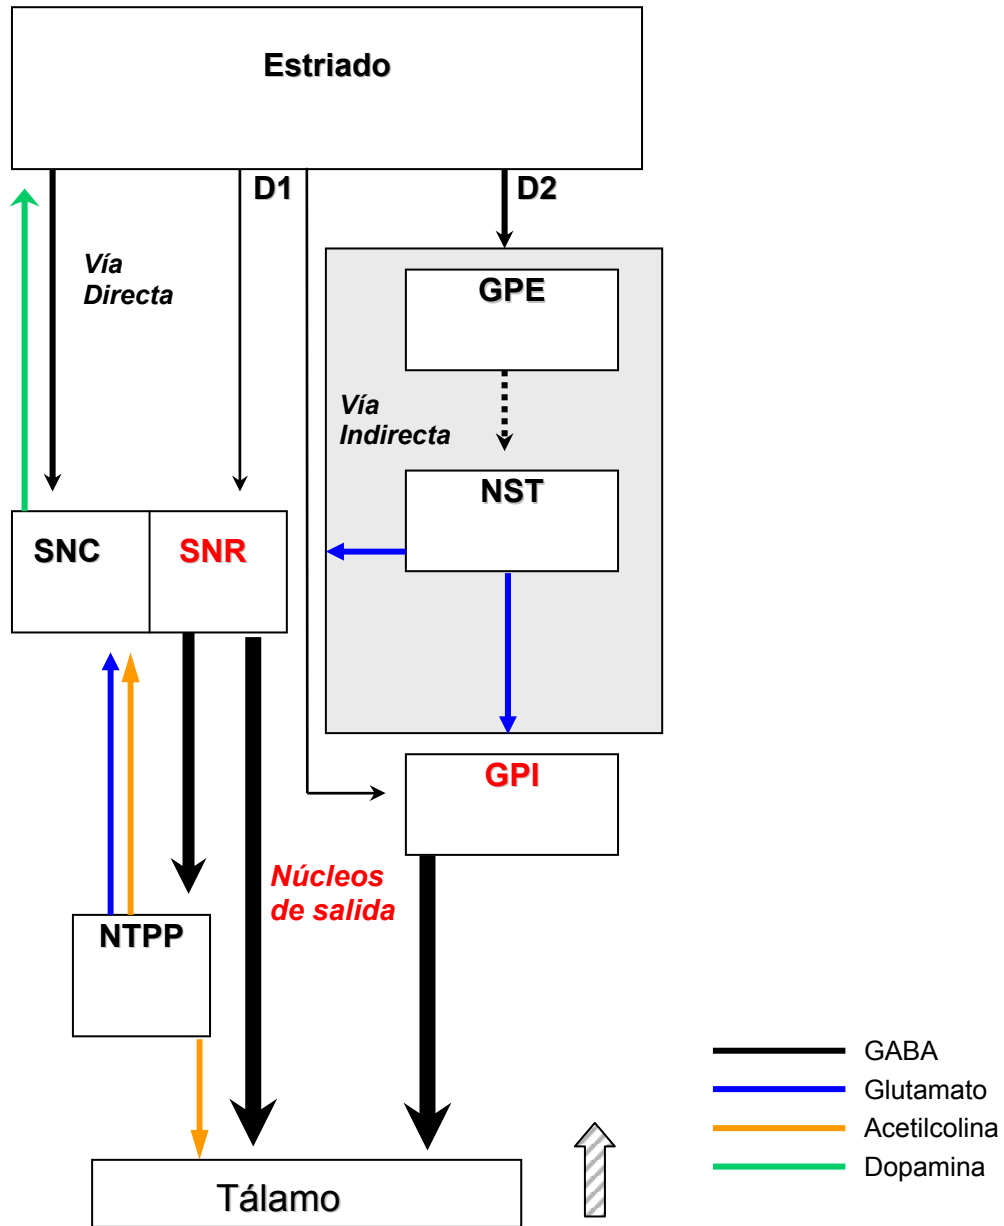 Estriado
D1
D2
Vía
Directa
GPE
Vía
Indirecta
NST
SNC
SNR
GPI
Núcleos
de salida
NTPP
GABA
Glutamato
Acetilcolina
Dopamina
Tálamo